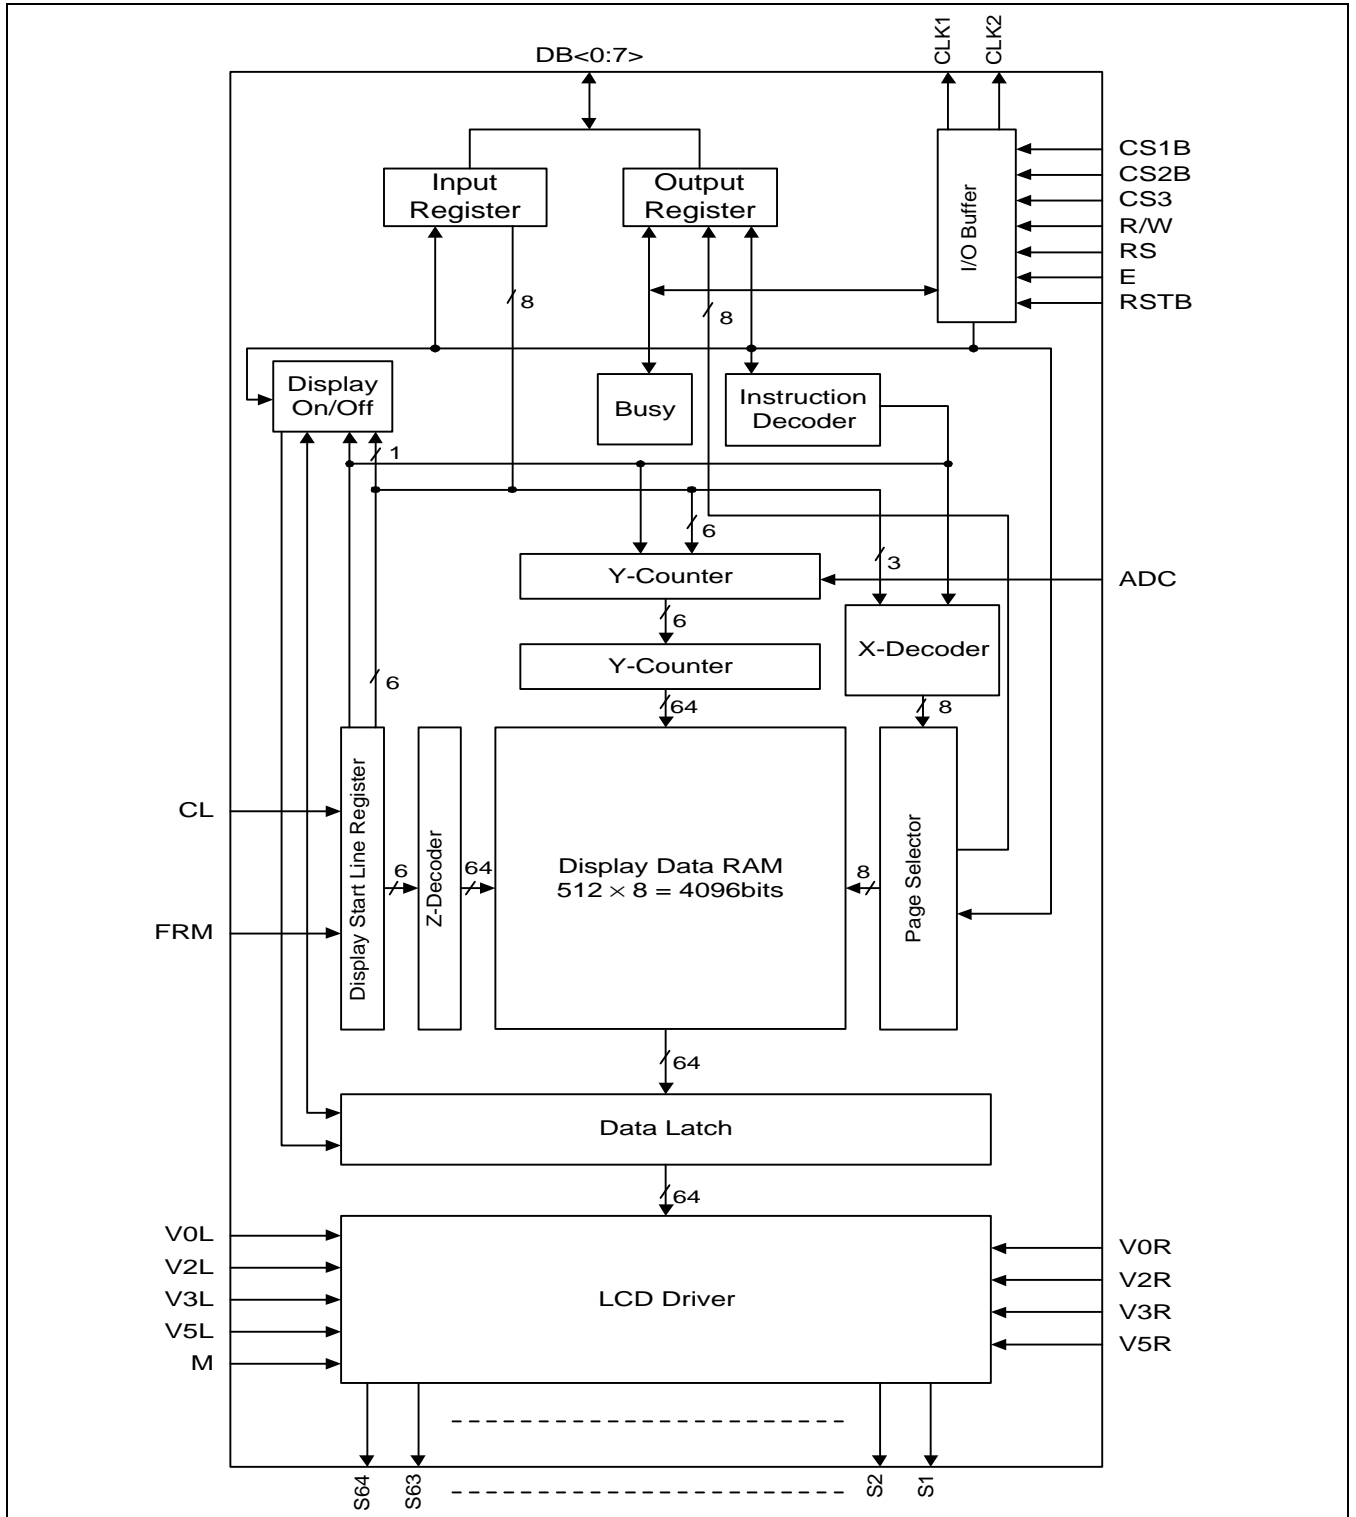 DB<0:7>
CLK1
CLK2
CS1B
CS2B
CS3
R/W
RS
E
RSTB
Input
Register
Output
Register
I/O Buffer
8
8
Display
On/Off
Busy
Instruction
Decoder
1
6
3
Y-Counter
ADC
6
Y-Counter
X-Decoder
6
64
8
CL
FRM
Display Start Line Register
6
Z-Decoder
64
Display Data RAM
512 × 8 = 4096bits
8
Page Selector
64
Data Latch
64
V0L
V2L
V3L
V5L
M
LCD Driver
V0R
V2R
V3R
V5R
S64
S63
S2
S1